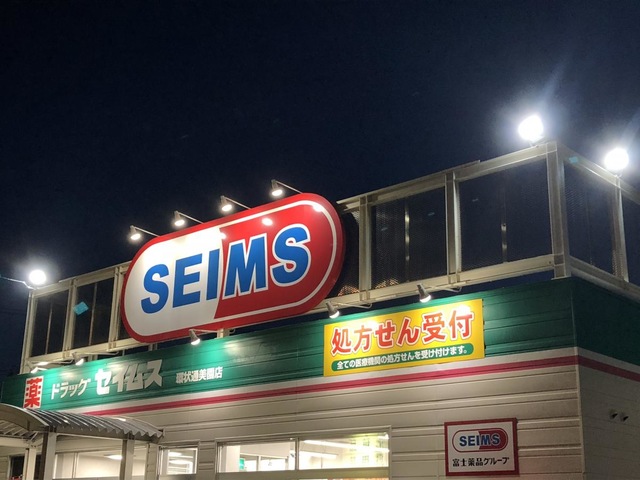 SEIMS
処方せん受付
全ての医療機関の処方せんを受け付けます。
薬 ドラッグ セイムス 環状通美園店
SEIMS
富士薬品グループ